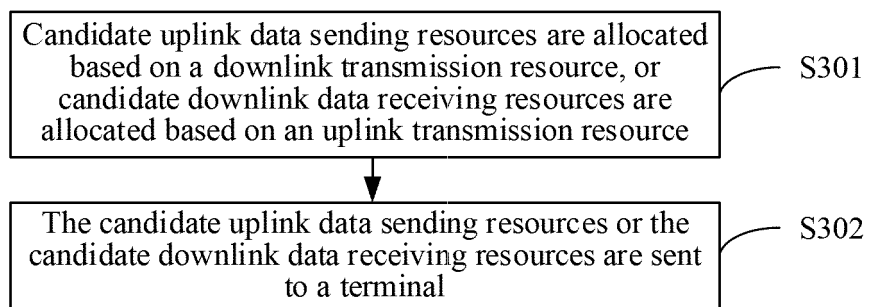 Candidate uplink data sending resources are allocated
based on a downlink transmission resource, or
candidate downlink data receiving resources are
allocated based on an uplink transmission resource
S301
The candidate uplink data sending resources or the
candidate downlink data receiving resources are sent
to a terminal
S302